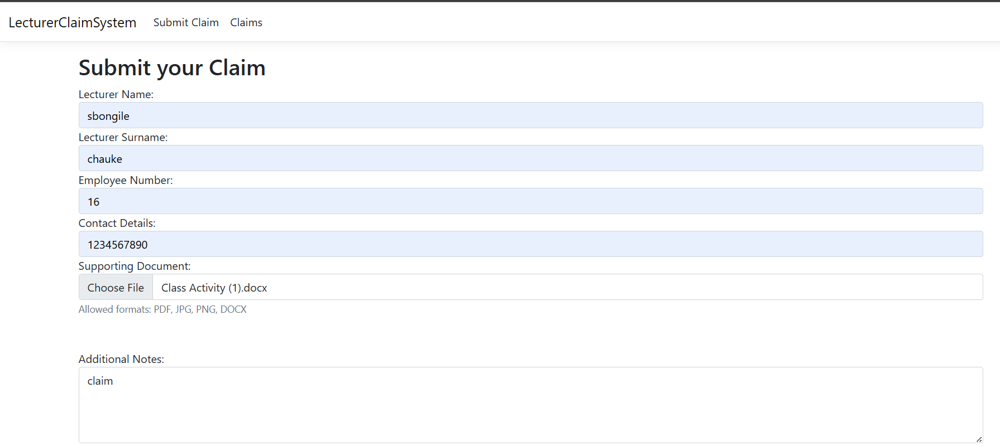 LecturerClaimSystem Submit Claim Claims
Submit your Claim
Lecturer Name:
sbongile
Lecturer Surname:
chauke
Employee Number:
16
Contact Details:
1234567890
Supporting Document:
Choose File Class Activity (1).docx
Allowed formats: PDF, JPG, PNG, DOCX
Additional Notes:
claim